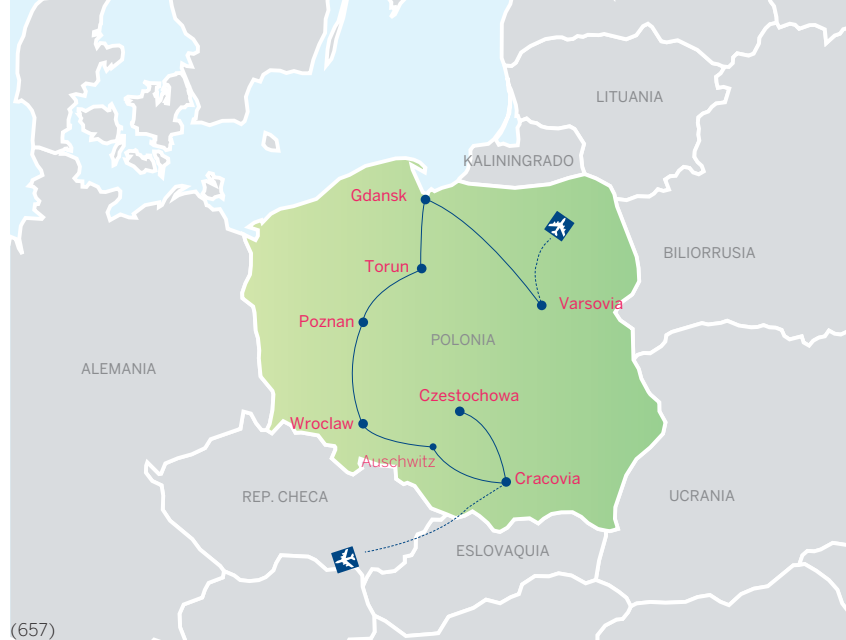 LITUANIA
KALININGRADO
Gdansk
BILIORRUSIA
Torun
Varsovia
Poznan
POLONIA
ALEMANIA
Czestochowa
Wroclaw
Auschwitz
Cracovia
REP. CHECA
UCRANIA
ESLOVAQUIA
(657)